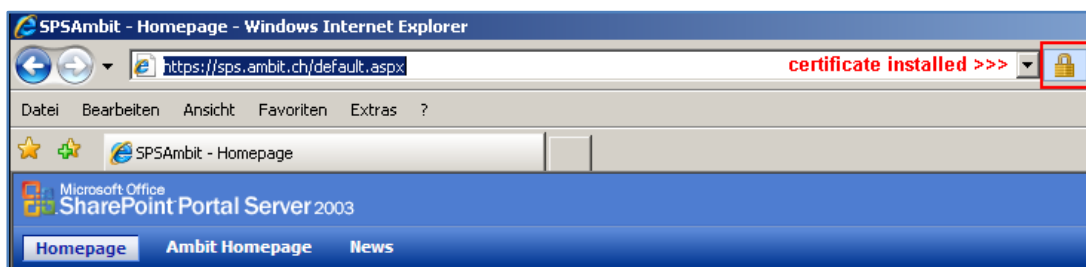 SPSAmbit - Homepage - Windows Internet Explorer
https://sps.ambit.ch/default.aspx certificate installed >>>
Datei Bearbeiten Ansicht Favoriten Extras ?
SPSAmbit - Homepage
Microsoft Office
SharePoint Portal Server 2003
Homepage Ambit Homepage News